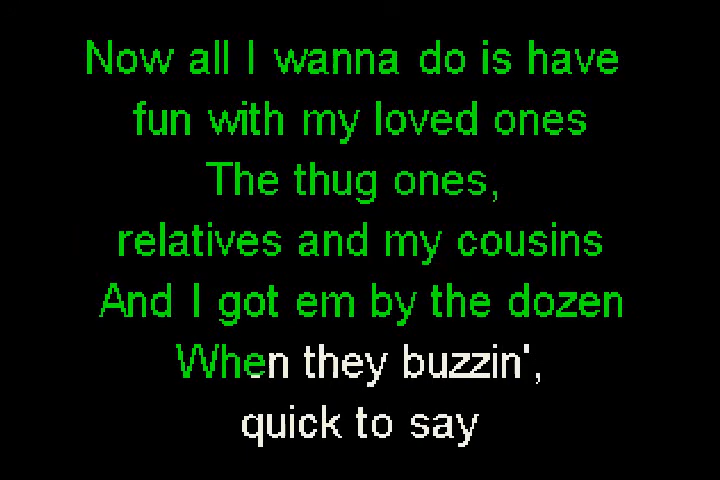 Now all I wanna do is have
fun with my loved ones
The thug ones,
relatives and my cousins
And I got em by the dozen
When they buzzin',
quick to say